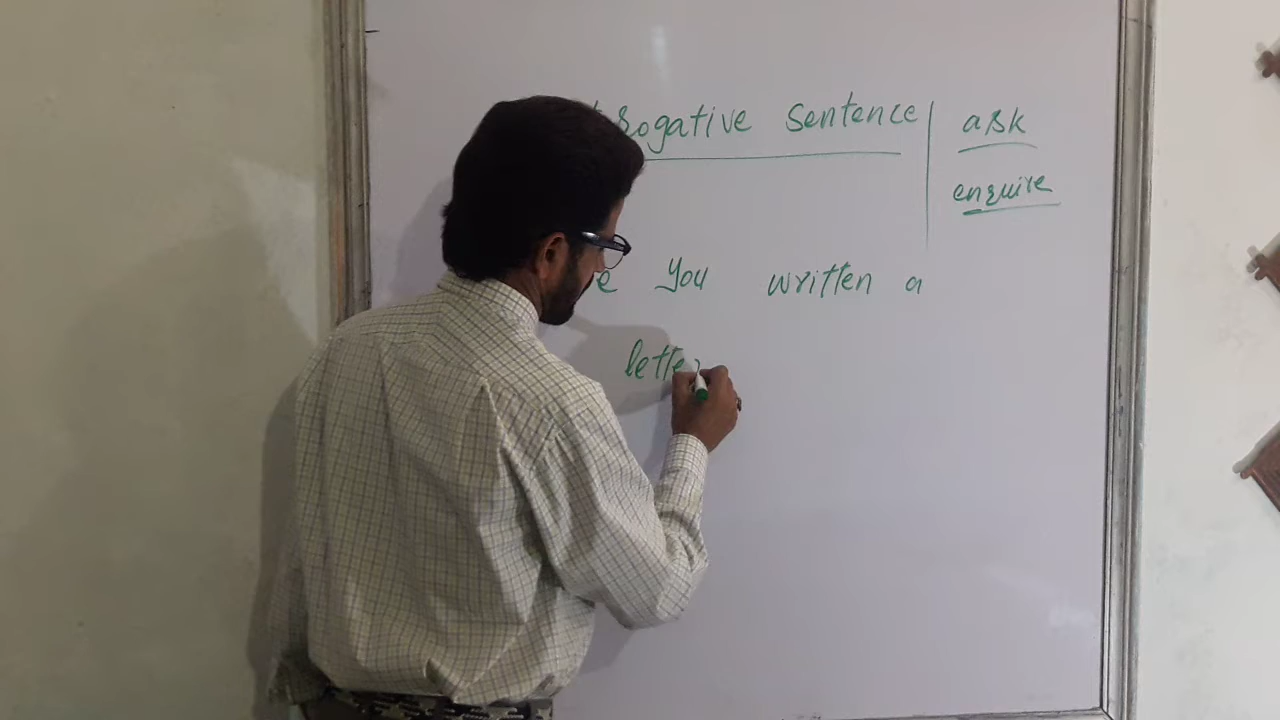 rogative Sentence
ask
enquire
e you written a
lette